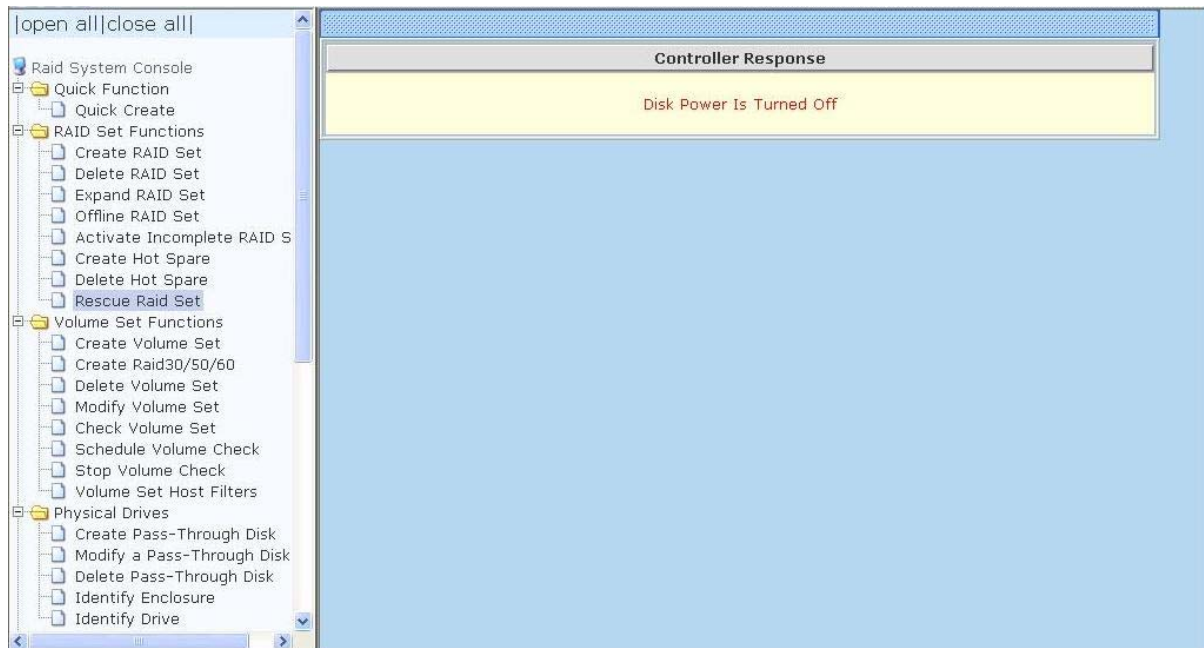 |open all|close all|
Raid System Console
Quick Function
Quick Create
RAID Set Functions
Create RAID Set
Delete RAID Set
Expand RAID Set
Offline RAID Set
Activate Incomplete RAID S
Create Hot Spare
Delete Hot Spare
Rescue Raid Set
Volume Set Functions
Create Volume Set
Create Raid30/50/60
Delete Volume Set
Modify Volume Set
Check Volume Set
Schedule Volume Check
Stop Volume Check
Volume Set Host Filters
Physical Drives
Create Pass-Through Disk
Modify a Pass-Through Disk
Delete Pass-Through Disk
Identify Enclosure
Identify Drive
Controller Response
Disk Power Is Turned Off